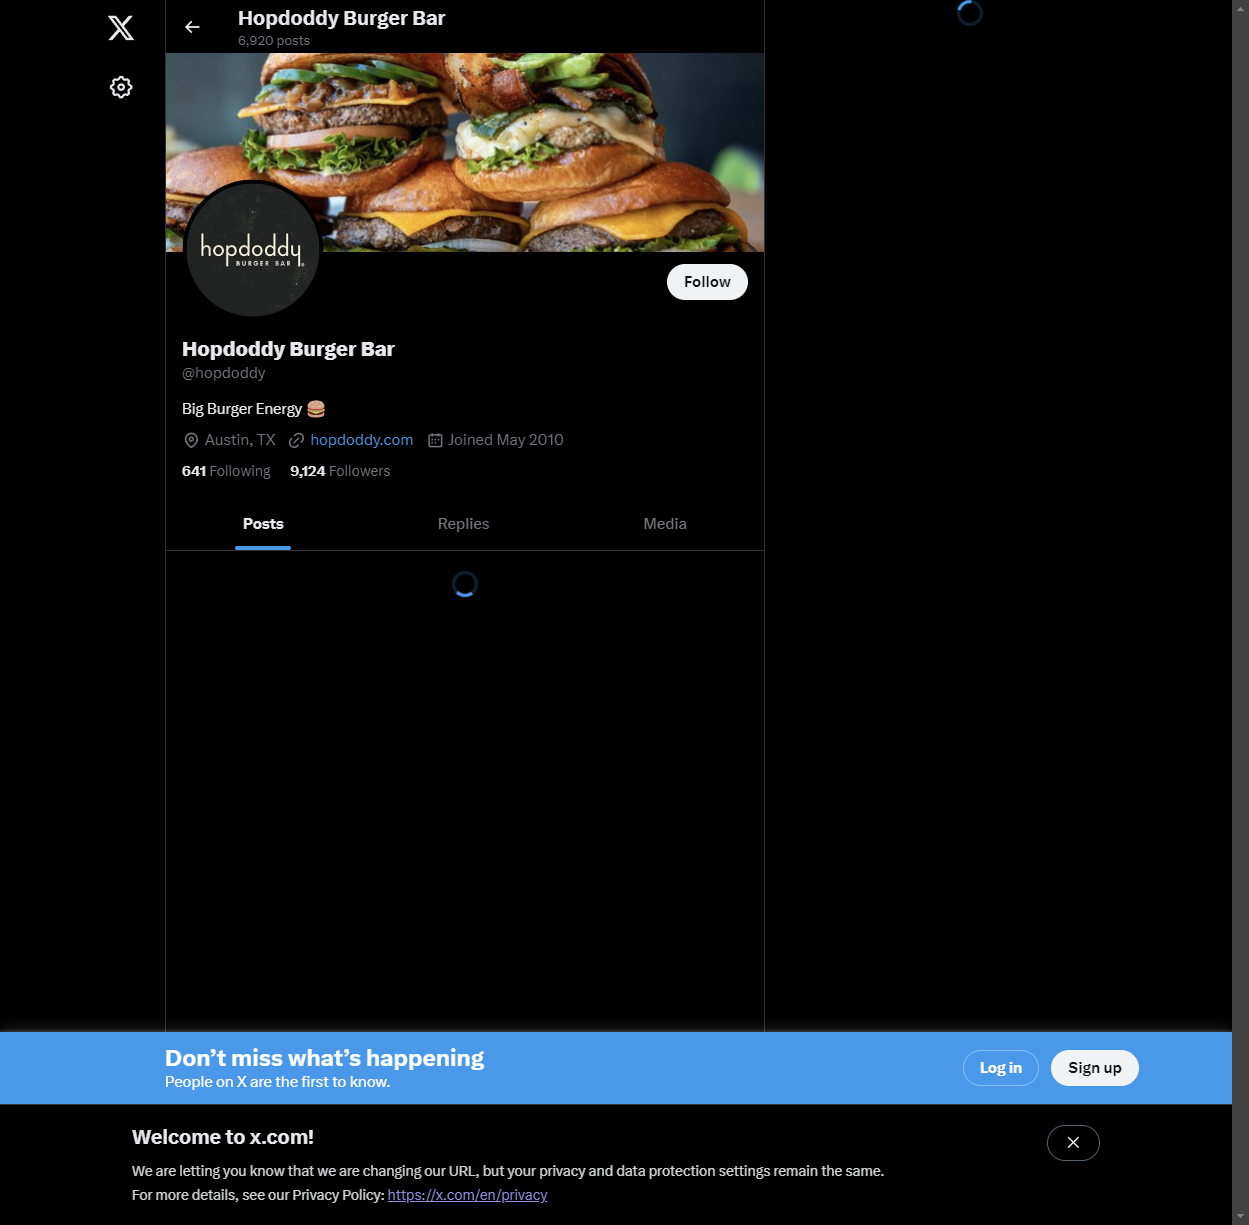 Hopdoddy Burger Bar
6,920 posts
hopdoddy
BURGER BAR
Follow
Hopdoddy Burger Bar
@hopdoddy
Big Burger Energy 🍔
Austin, TX hopdoddy.com Joined May 2010
641 Following 9,124 Followers
Posts Replies Media
Don’t miss what’s happening
People on X are the first to know.
Log in Sign up
Welcome to x.com!
We are letting you know that we are changing our URL, but your privacy and data protection settings remain the same.
For more details, see our Privacy Policy: https://x.com/en/privacy